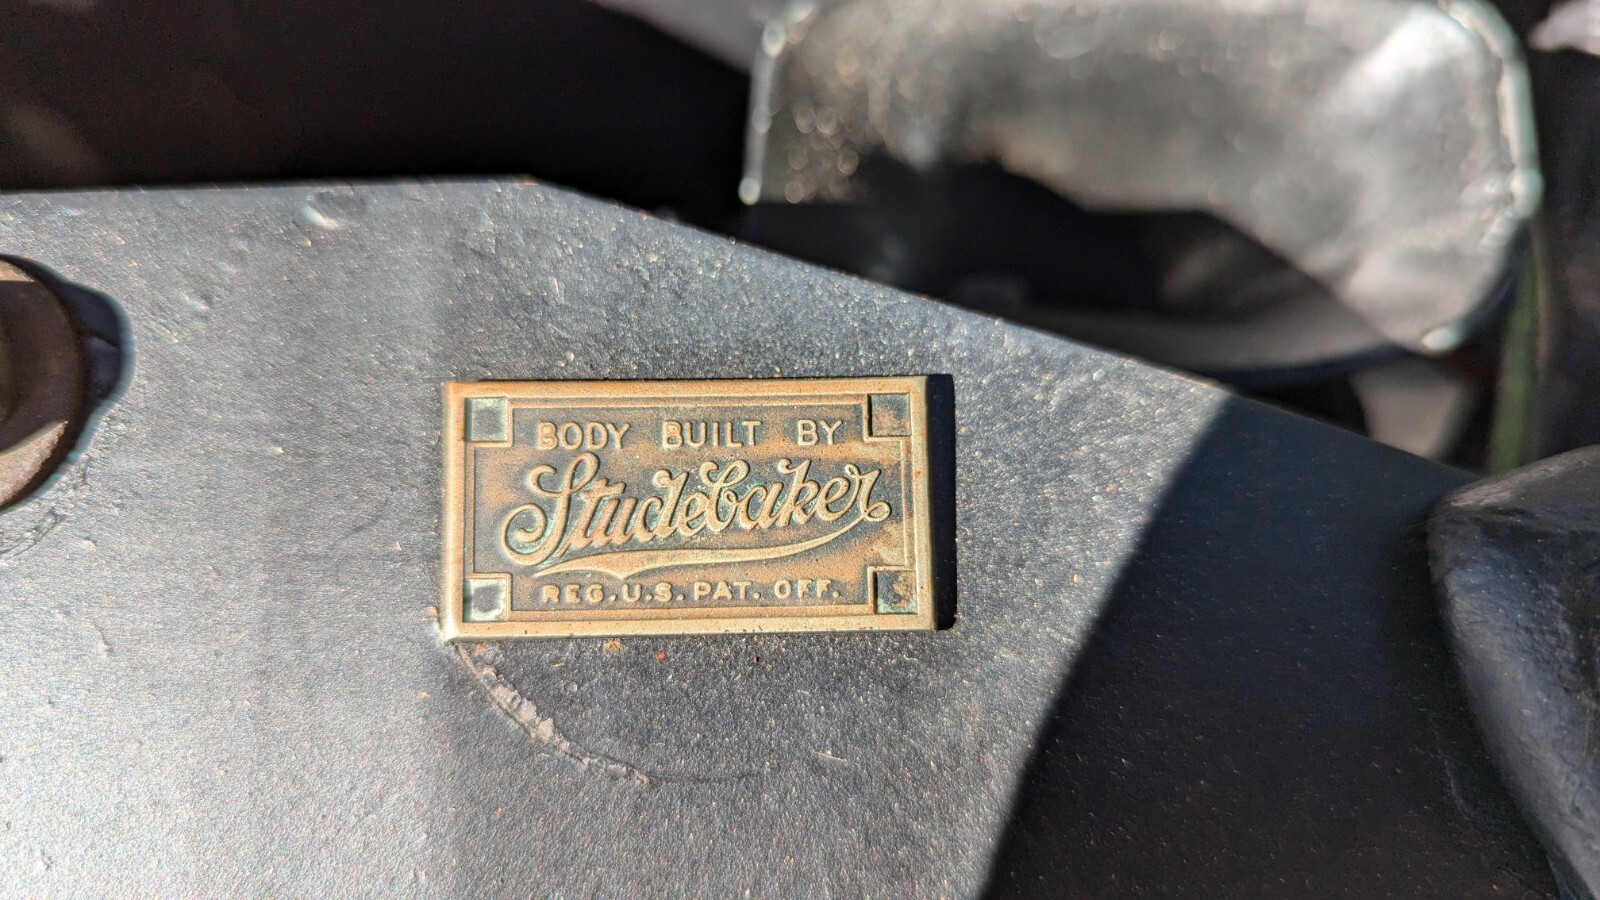 BODY BUILT BY
Studebaker
REG. U.S. PAT. OFF.